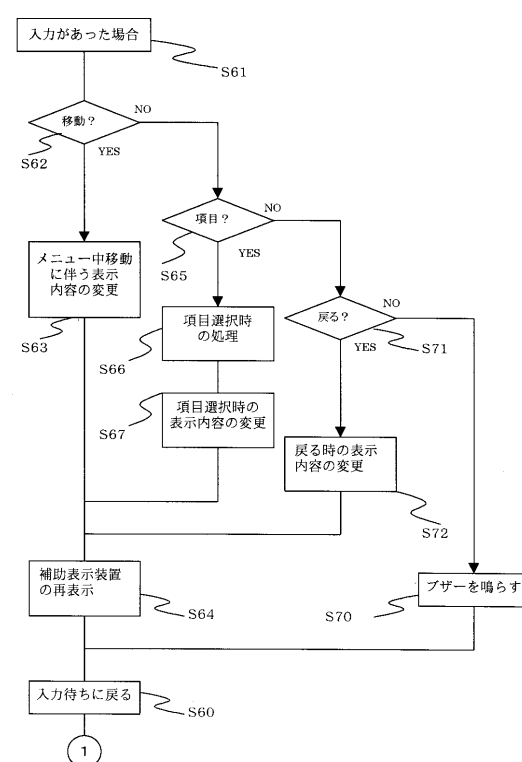 入力があった場合
S61
移動？
NO
S62
YES
項目？
NO
S65
YES
メニュー中移動
に伴う表示
内容の変更
S63
項目選択時
の処理
S66
戻る？
NO
S71
YES
項目選択時の
表示内容の変更
S67
戻る時の表示
内容の変更
S72
補助表示装置
の再表示
S64
ブザーを鳴らす
S70
入力待ちに戻る
S60
1